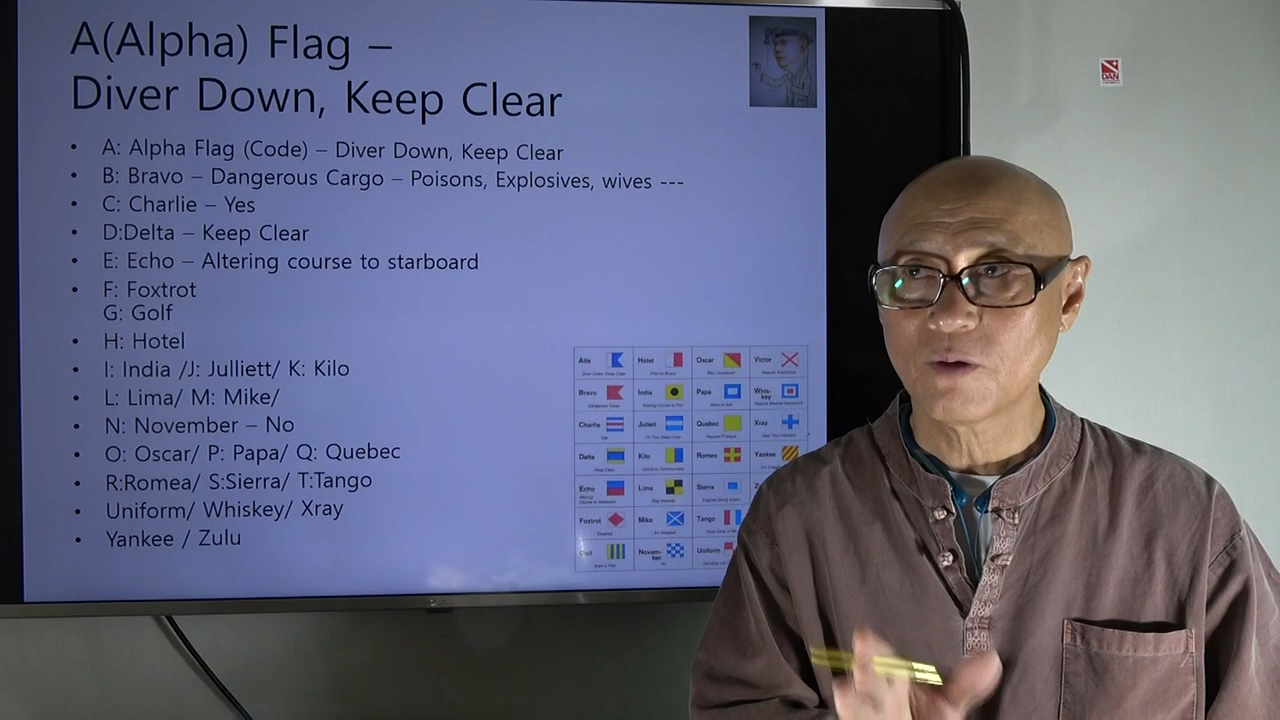 A(Alpha) Flag –
Diver Down, Keep Clear
• A: Alpha Flag (Code) – Diver Down, Keep Clear
• B: Bravo – Dangerous Cargo – Poisons, Explosives, wives ---
• C: Charlie – Yes
• D:Delta – Keep Clear
• E: Echo – Altering course to starboard
• F: Foxtrot
G: Golf
• H: Hotel
• I: India /J: Julliett/ K: Kilo
• L: Lima/ M: Mike/
• N: November – No
• O: Oscar/ P: Papa/ Q: Quebec
• R:Romea/ S:Sierra/ T:Tango
• Uniform/ Whiskey/ Xray
• Yankee / Zulu
Hotel Oscar Victor
Bravo India Papa Whis-key
Charlie Juliett Quebec Xray
Delta Kilo Romeo Yankee
Echo Lima Sierra
Foxtrot Mike Tango
Golf Novem-ber Uniform
DAN